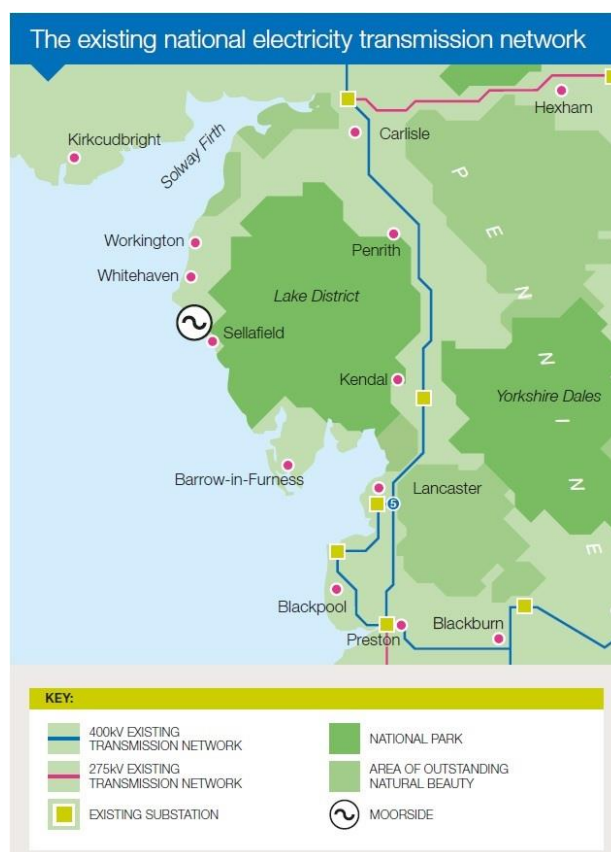 The existing national electricity transmission network
Hexham
Carlisle
Kirkcudbright
Solway Firth
PENNINE
Workington
Penrith
Whitehaven
Lake District
Sellafield
Kendal
Yorkshire Dales
Barrow-in-Furness
Lancaster
5
Blackpool
Preston
Blackburn
KEY:
400kV EXISTING
TRANSMISSION NETWORK
275kV EXISTING
TRANSMISSION NETWORK
EXISTING SUBSTATION
NATIONAL PARK
AREA OF OUTSTANDING
NATURAL BEAUTY
MOORSIDE